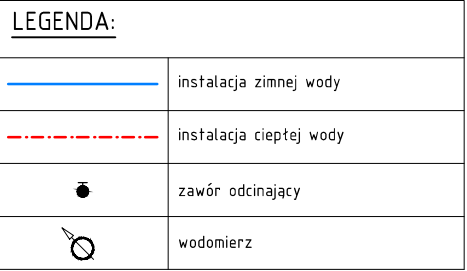 LEGENDA:
instalacja zimnej wody
instalacja ciepłej wody
zawór odcinający
wodomierz